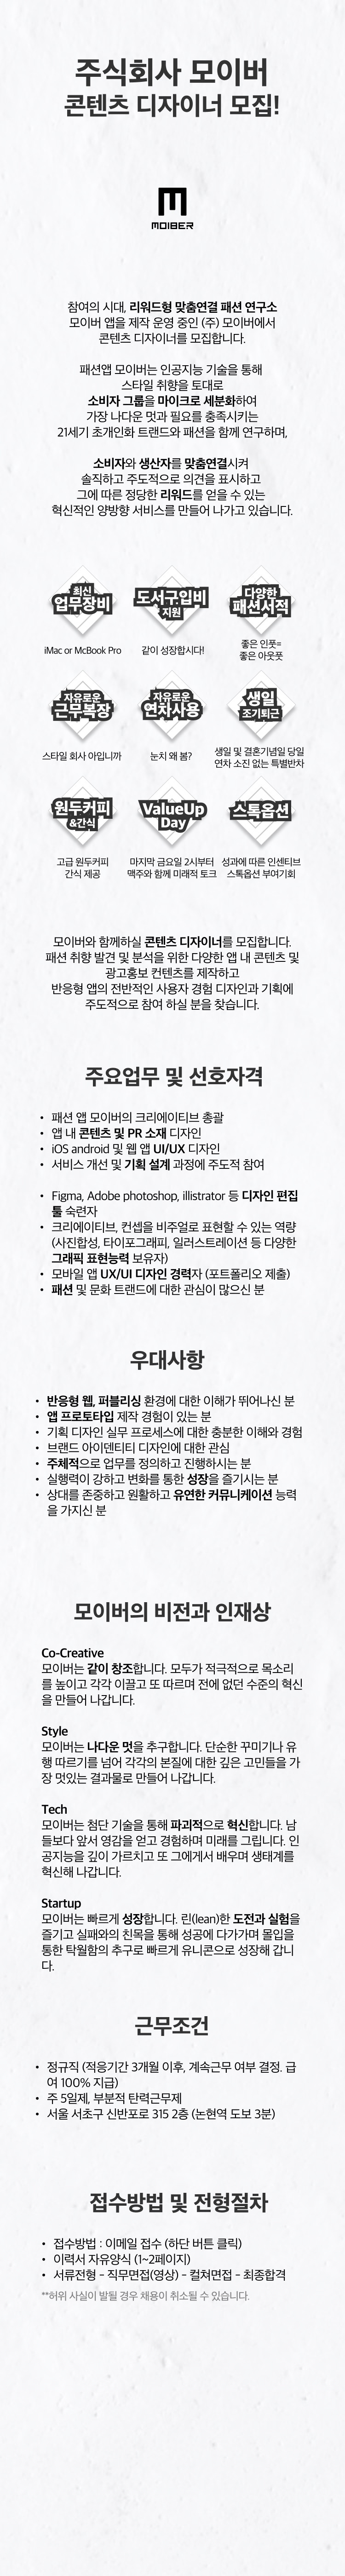 주식회사 모이버
콘텐츠 디자이너 모집!
MOIBER
참여의 시대, 리워드형 맞춤연결 패션 연구소
모이버 앱을 제작 운영 중인 (주) 모이버에서
콘텐츠 디자이너를 모집합니다.
패션앱 모이버는 인공지능 기술을 통해
스타일 취향을 토대로
소비자 그룹을 마이크로 세분화하여
가장 나다운 멋과 필요를 충족시키는
21세기 초개인화 트랜드와 패션을 함께 연구하며,
소비자와 생산자를 맞춤연결시켜
솔직하고 주도적으로 의견을 표시하고
그에 따른 정당한 리워드를 얻을 수 있는
혁신적인 양방향 서비스를 만들어 나가고 있습니다.
최신
업무장비
iMac or McBook Pro
도서구입비
지원
같이 성장합시다!
다양한
패션서적
좋은 인풋=
좋은 아웃풋
자유로운
근무복장
스타일 회사 아입니까
자유로운
연차사용
눈치 왜 봄?
생일
조기퇴근
생일 및 결혼기념일 당일
연차 소진 없는 특별반차
원두커피
&간식
고급 원두커피
간식 제공
ValueUp
Day
마지막 금요일 2시부터
맥주와 함께 미래적 토크
스톡옵션
성과에 따른 인센티브
스톡옵션 부여기회
모이버와 함께하실 콘텐츠 디자이너를 모집합니다.
패션 취향 발견 및 분석을 위한 다양한 앱 내 콘텐츠 및
광고홍보 컨텐츠를 제작하고
반응형 앱의 전반적인 사용자 경험 디자인과 기획에
주도적으로 참여 하실 분을 찾습니다.
주요업무 및 선호자격
• 패션 앱 모이버의 크리에이티브 총괄
• 앱 내 콘텐츠 및 PR 소재 디자인
• iOS android 및 웹 앱 UI/UX 디자인
• 서비스 개선 및 기획 설계 과정에 주도적 참여
• Figma, Adobe photoshop, illistrator 등 디자인 편집
툴 숙련자
• 크리에이티브, 컨셉을 비주얼로 표현할 수 있는 역량
(사진합성, 타이포그래피, 일러스트레이션 등 다양한
그래픽 표현능력 보유자)
• 모바일 앱 UX/UI 디자인 경력자 (포트폴리오 제출)
• 패션 및 문화 트랜드에 대한 관심이 많으신 분
우대사항
• 반응형 웹, 퍼블리싱 환경에 대한 이해가 뛰어나신 분
• 앱 프로토타입 제작 경험이 있는 분
• 기획 디자인 실무 프로세스에 대한 충분한 이해와 경험
• 브랜드 아이덴티티 디자인에 대한 관심
• 주체적으로 업무를 정의하고 진행하시는 분
• 실행력이 강하고 변화를 통한 성장을 즐기시는 분
• 상대를 존중하고 원활하고 유연한 커뮤니케이션 능력
을 가지신 분
모이버의 비전과 인재상
Co-Creative
모이버는 같이 창조합니다. 모두가 적극적으로 목소리
를 높이고 각각 이끌고 또 따르며 전에 없던 수준의 혁신
을 만들어 나갑니다.
Style
모이버는 나다운 멋을 추구합니다. 단순한 꾸미기나 유
행 따르기를 넘어 각각의 본질에 대한 깊은 고민들을 가
장 멋있는 결과물로 만들어 나갑니다.
Tech
모이버는 첨단 기술을 통해 파괴적으로 혁신합니다. 남
들보다 앞서 영감을 얻고 경험하며 미래를 그립니다. 인
공지능을 깊이 가르치고 또 그에게서 배우며 생태계를
혁신해 나갑니다.
Startup
모이버는 빠르게 성장합니다. 린(lean)한 도전과 실험을
즐기고 실패와의 친목을 통해 성공에 다가가며 몰입을
통한 탁월함의 추구로 빠르게 유니콘으로 성장해 갑니
다.
근무조건
• 정규직 (적응기간 3개월 이후, 계속근무 여부 결정. 급
여 100% 지급)
• 주 5일제, 부분적 탄력근무제
• 서울 서초구 신반포로 315 2층 (논현역 도보 3분)
접수방법 및 전형절차
• 접수방법 : 이메일 접수 (하단 버튼 클릭)
• 이력서 자유양식 (1~2페이지)
• 서류전형 - 직무면접(영상) - 컬쳐면접 - 최종합격
**허위 사실이 발될 경우 채용이 취소될 수 있습니다.